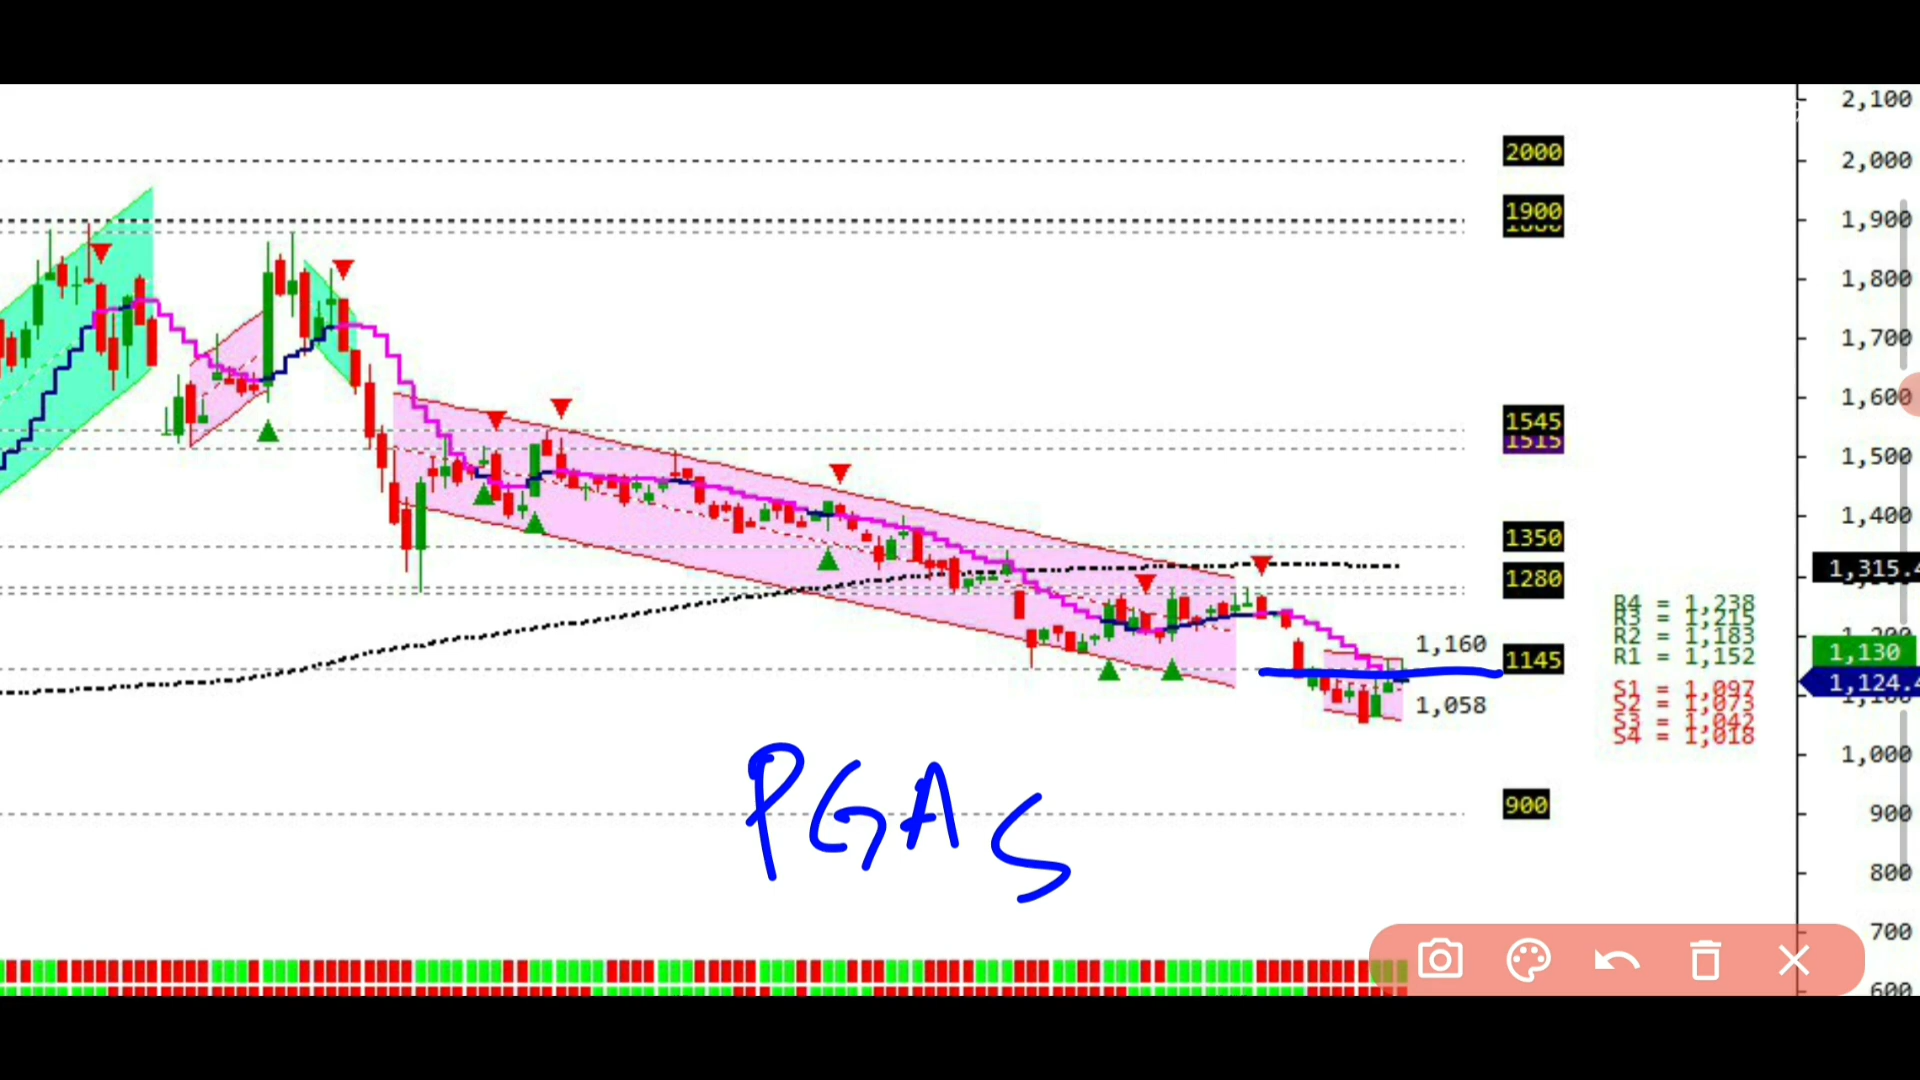 2,100
2000
2,000
1900
1,900
1,800
1,700
1,600
1545
1515
1,500
1,400
1350
1280
1,315.4
R4 = 1,238
R3 = 1,215
R2 = 1,183
R1 = 1,152
1,160
1145
1,130
1,124.4
S1 = 1,097
S2 = 1,073
S3 = 1,042
S4 = 1,018
1,058
1,000
PGAS
900
900
800
700
600